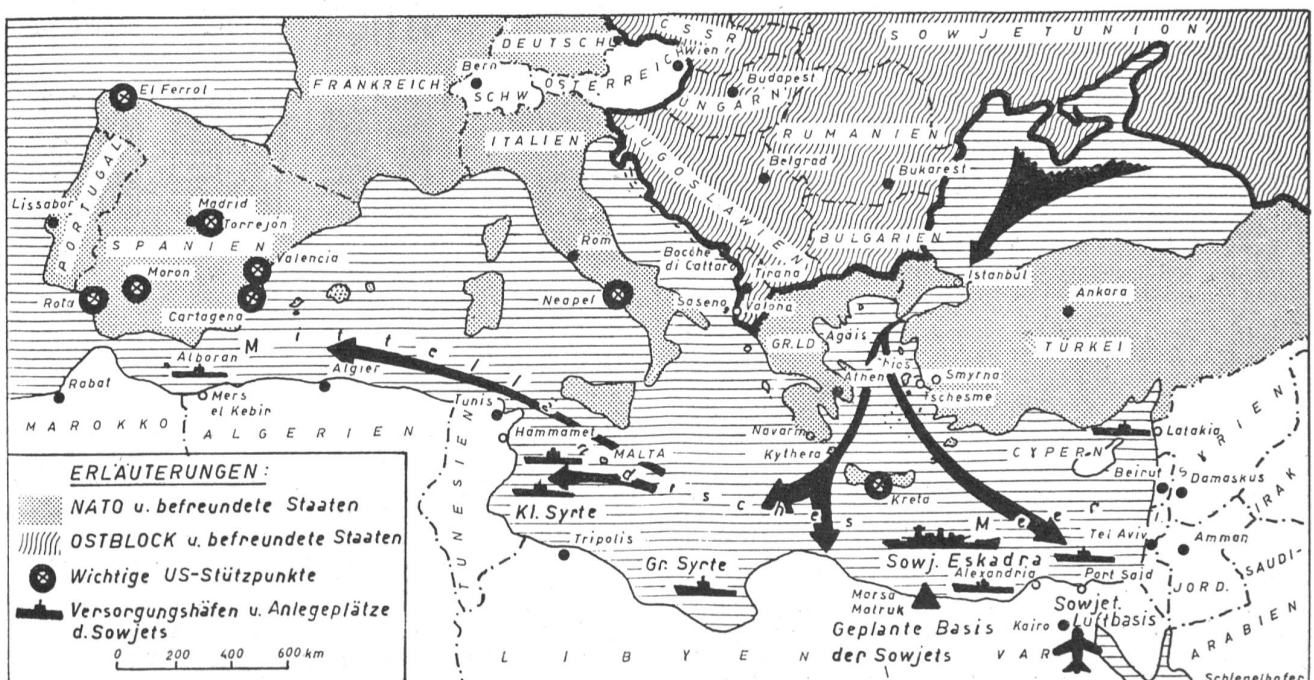 SOWJETUNION
CSSR
DEUTSCHL
Wien
Bern
ÖSTERREICH
SCHW.
Budapest
UNGARN
FRANKREICH
El Ferrol
ITALIEN
RUMANIEN
JUGOSLAWIEN
Belgrad
Bukarest
PORTUGAL
Lissabon
Madrid
Torrejón
SPANIEN
Valencia
Moron
Rota
Cartagena
Rom
Neapel
Bocche
di Cattaro
Tirana
BULGARIEN
Saseno
Valona
Istanbul
Ankara
TÜRKEI
GR.LD
Agäis
Athen
Chios
Smyrna
Tschesme
Mittelländisches Meer
Alboran
Rabat
Mers
el Kebir
Algier
Tunis
MAROKKO
ALGERIEN
TUNESIEN
Hammamet
MALTA
Navarin
Kythera
Kreta
CYPERN
Latakia
SYRIEN
Beirut
Damaskus
IRAK
Kl. Syrte
Tripolis
Gr. Syrte
Sowj. Eskadra
Tel Aviv
Amman
Alexandria
Port Said
JORD.
SAUDI-
ARABIEN
Marsa
Matruk
Geplante Basis
der Sowjets
Sowjet.
Luftbasis
Kairo
VAR
LIBYEN
Schlegelhofer
ERLÄUTERUNGEN:
NATO u. befreundete Staaten
OSTBLOCK u. befreundete Staaten
Wichtige US-Stützpunkte
Versorgungshäfen u. Anlegeplätze
d. Sowjets
0 200 400 600 km